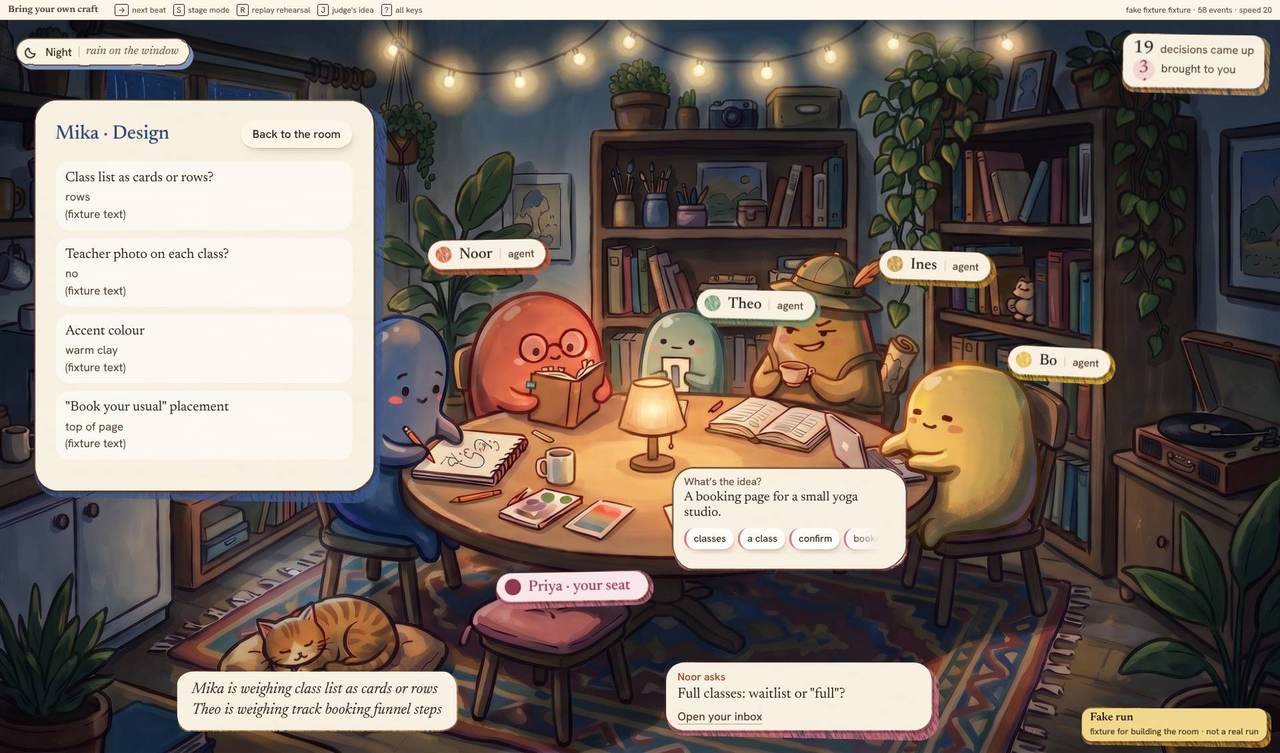 Bring your own craft
→ next beat S stage mode R replay rehearsal J judge's idea ? all keys
fake fixture fixture · 58 events · speed 20
Night rain on the window
19 decisions came up
3 brought to you
Mika · Design
Back to the room
Class list as cards or rows?
rows
(fixture text)
Teacher photo on each class?
no
(fixture text)
Accent colour
warm clay
(fixture text)
"Book your usual" placement
top of page
(fixture text)
Noor agent
Ines agent
Theo agent
Bo agent
What's the idea?
A booking page for a small yoga
studio.
classes a class confirm book
Priya · your seat
Mika is weighing class list as cards or rows
Theo is weighing track booking funnel steps
Noor asks
Full classes: waitlist or "full"?
Open your inbox
Fake run
fixture for building the room · not a real run